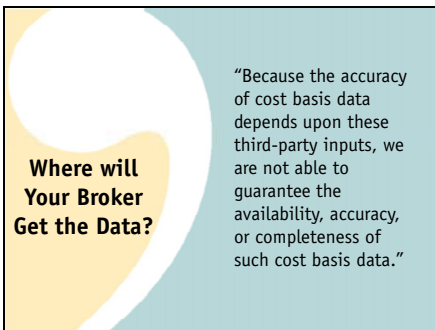 Where will
Your Broker
Get the Data?
“Because the accuracy
of cost basis data
depends upon these
third-party inputs, we
are not able to
guarantee the
availability, accuracy,
or completeness of
such cost basis data.”